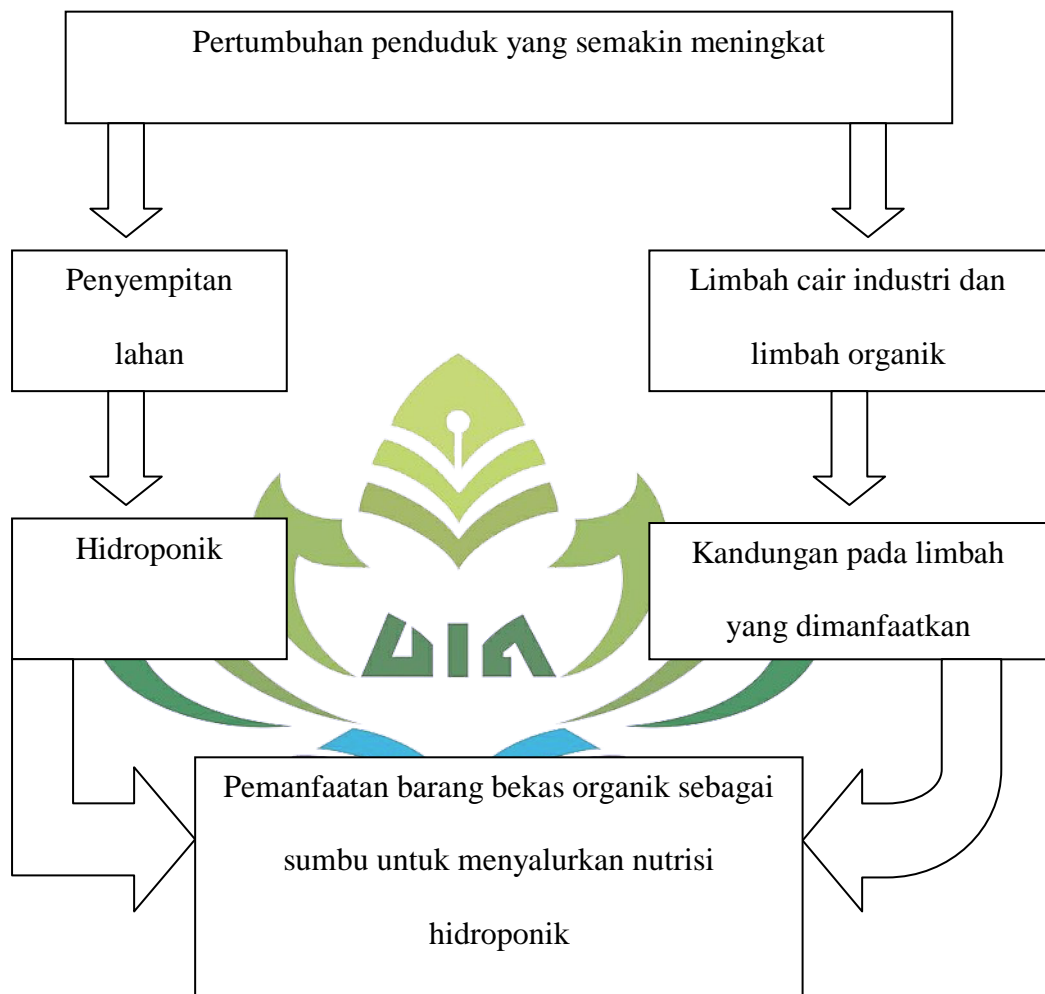 Pertumbuhan penduduk yang semakin meningkat
Penyempitan
lahan
Limbah cair industri dan
limbah organik
Hidroponik
Kandungan pada limbah
yang dimanfaatkan
UIN
Pemanfaatan barang bekas organik sebagai
sumbu untuk menyalurkan nutrisi
hidroponik